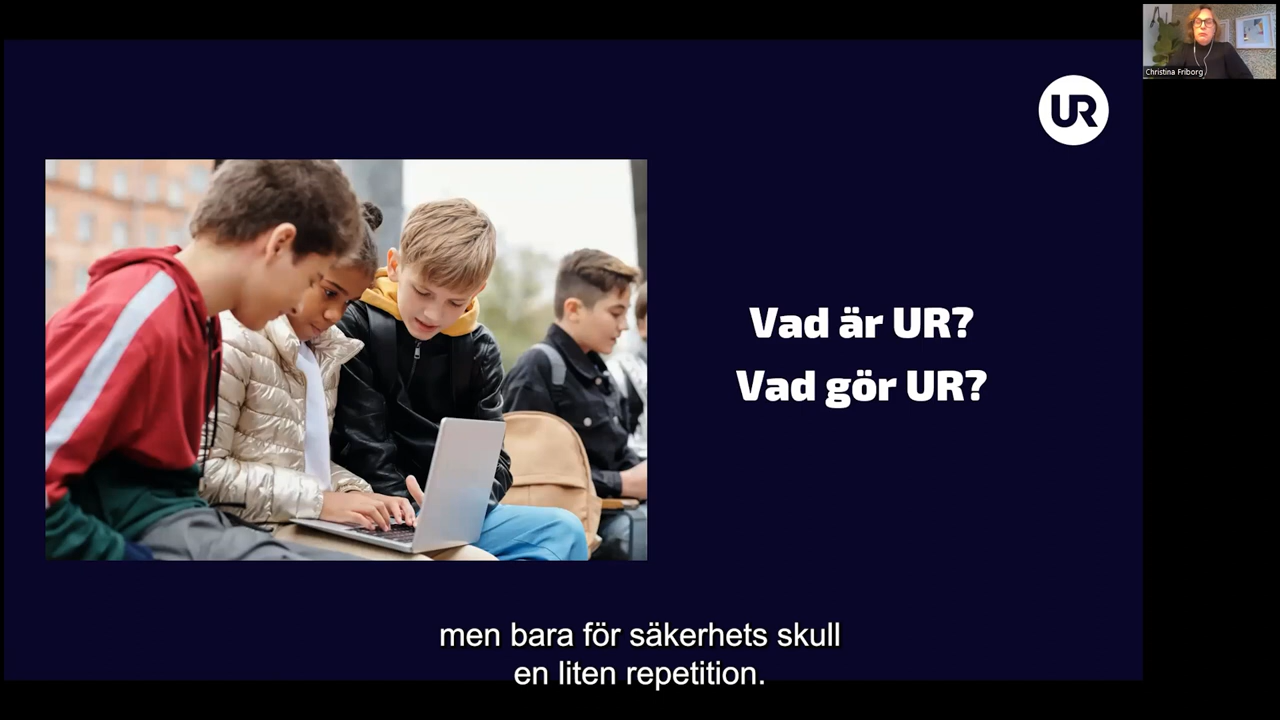 Christina Friborg
UR
Vad är UR?
Vad gör UR?
men bara för säkerhets skull
en liten repetition.